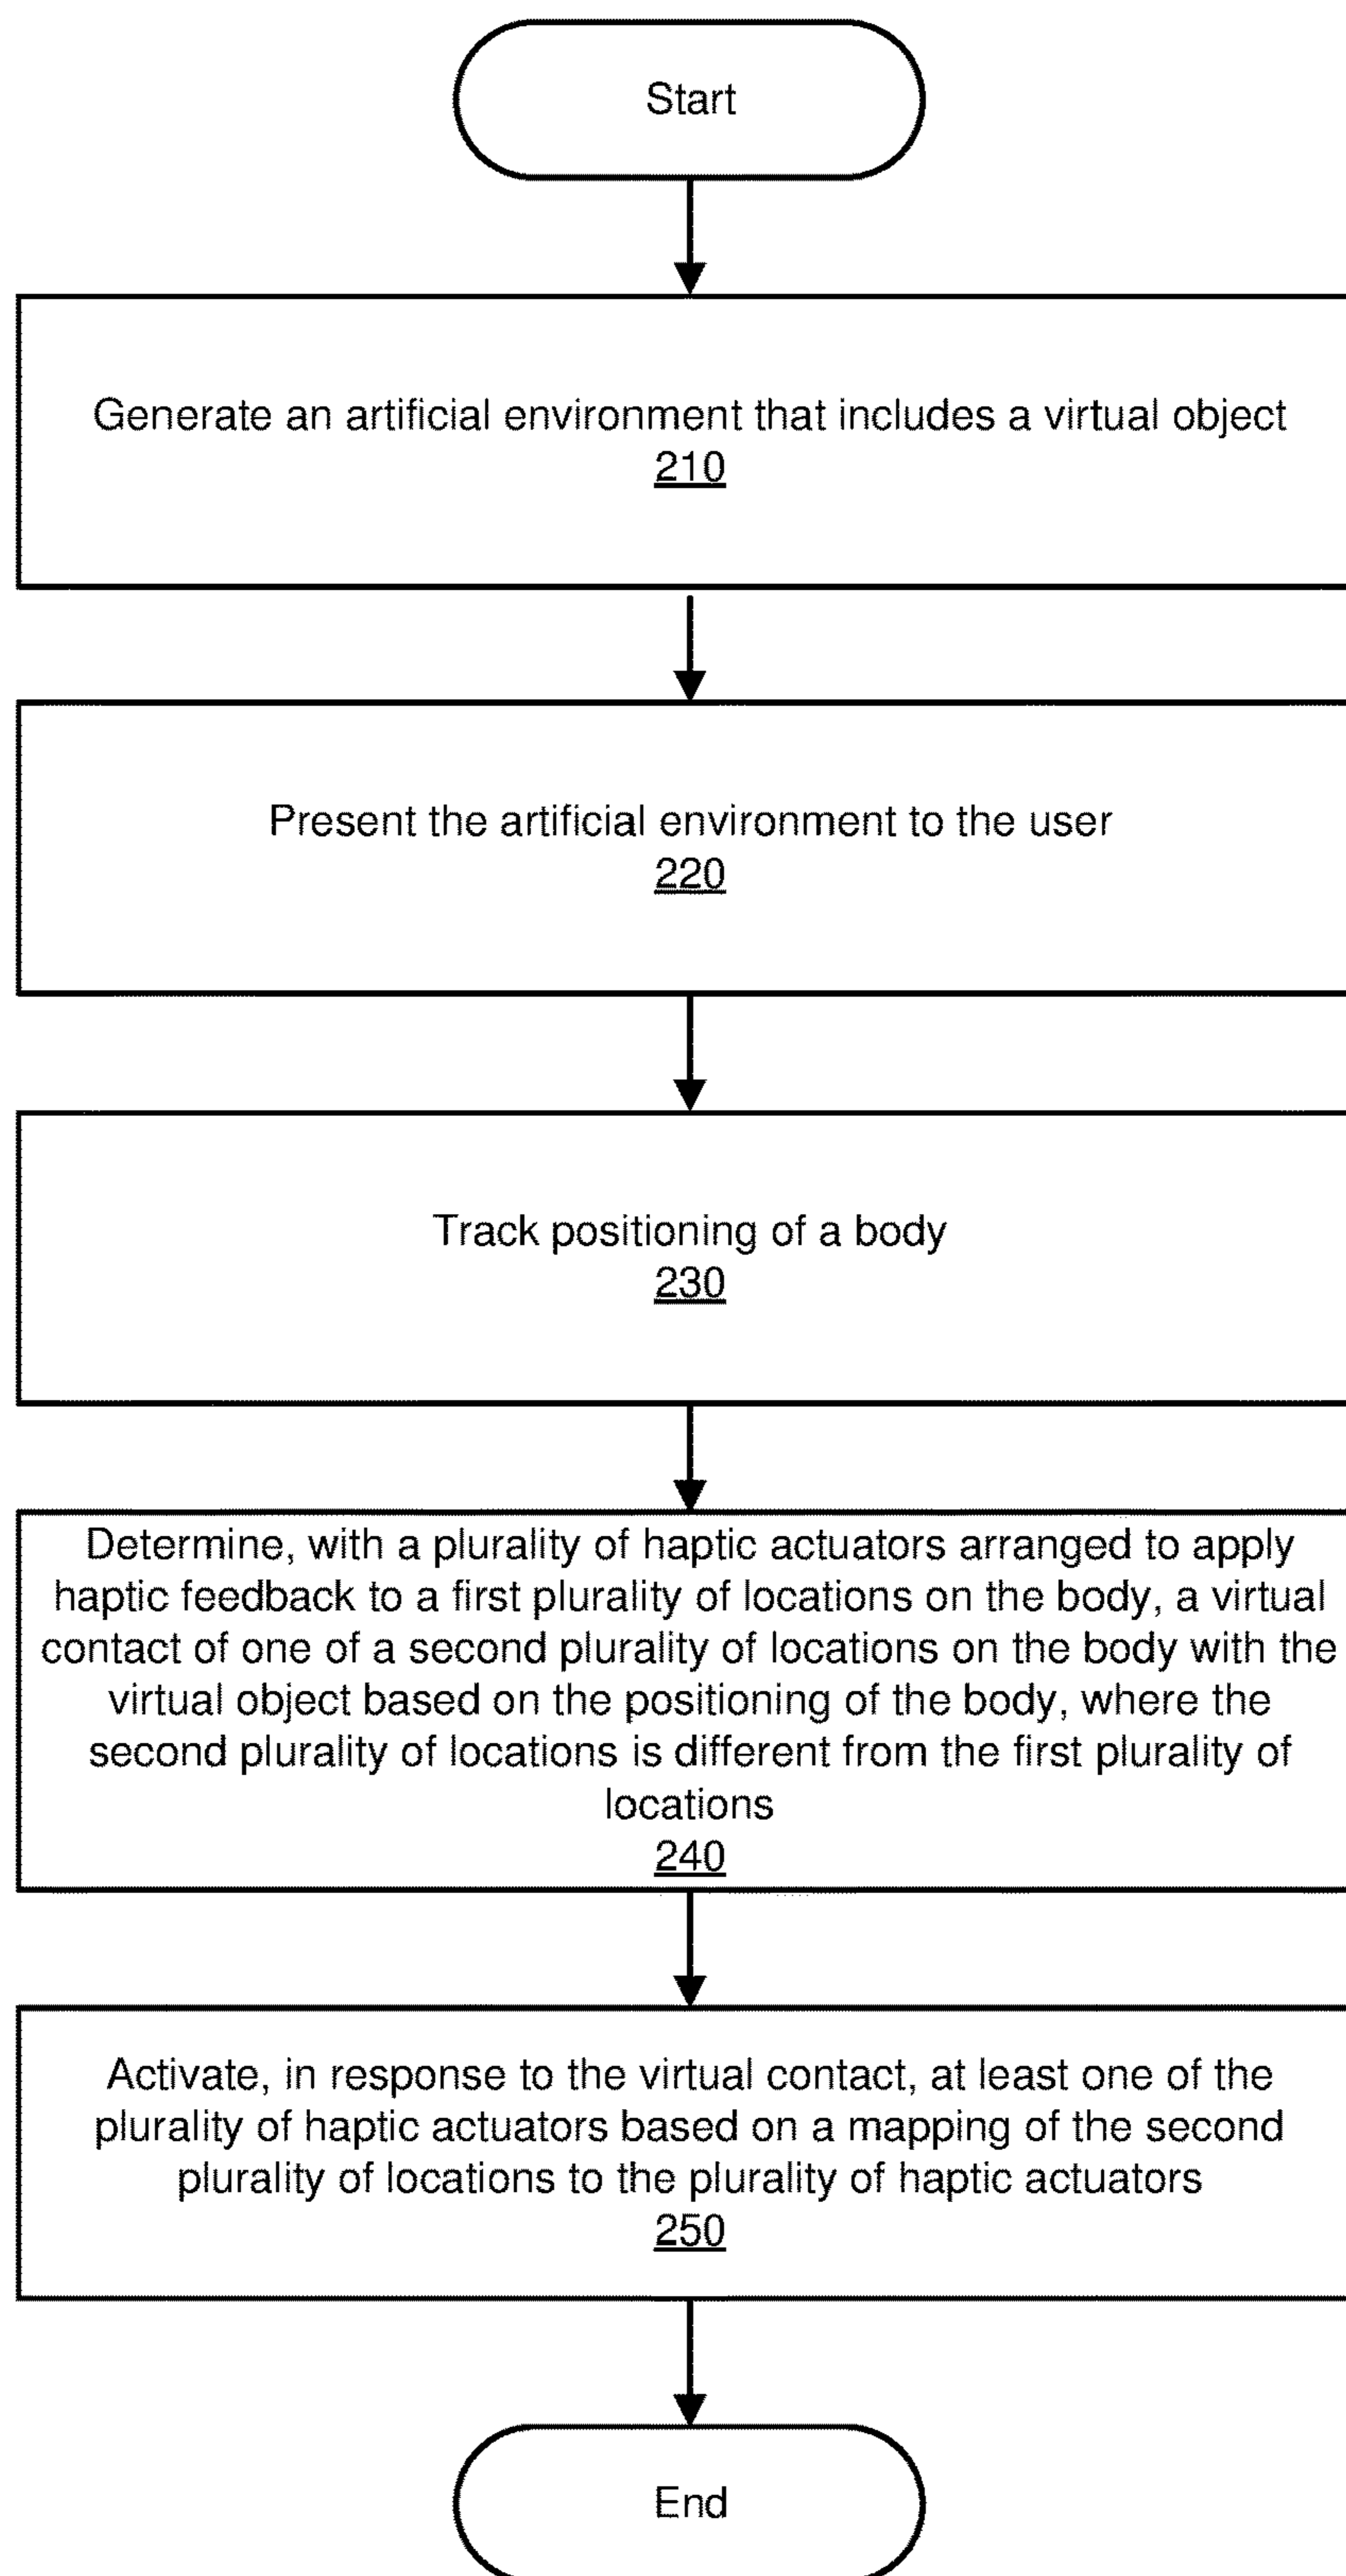 Start
Generate an artificial environment that includes a virtual object
210
Present the artificial environment to the user
220
Track positioning of a body
230
Determine, with a plurality of haptic actuators arranged to apply
haptic feedback to a first plurality of locations on the body, a virtual
contact of one of a second plurality of locations on the body with the
virtual object based on the positioning of the body, where the
second plurality of locations is different from the first plurality of
locations
240
Activate, in response to the virtual contact, at least one of the
plurality of haptic actuators based on a mapping of the second
plurality of locations to the plurality of haptic actuators
250
End